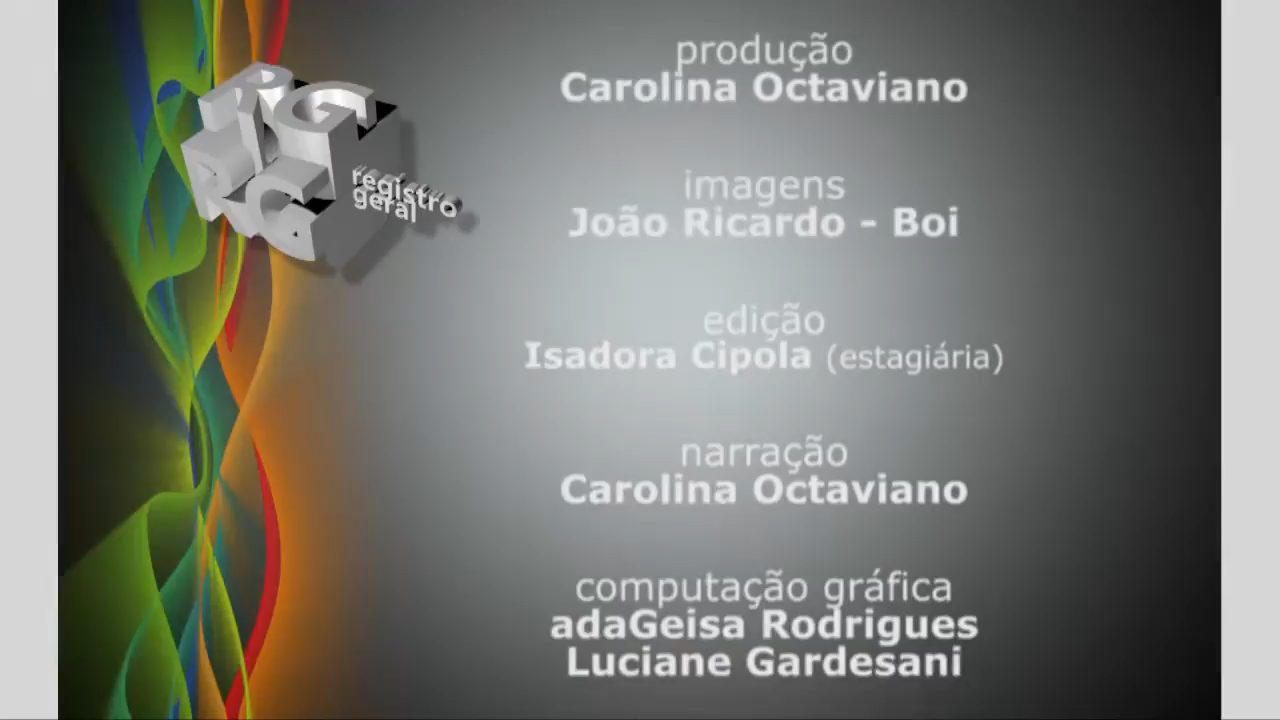 RG
RG
registro
geral
produção
Carolina Octaviano
imagens
João Ricardo - Boi
edição
Isadora Cipola (estagiária)
narração
Carolina Octaviano
computação gráfica
adaGeisa Rodrigues
Luciane Gardesani